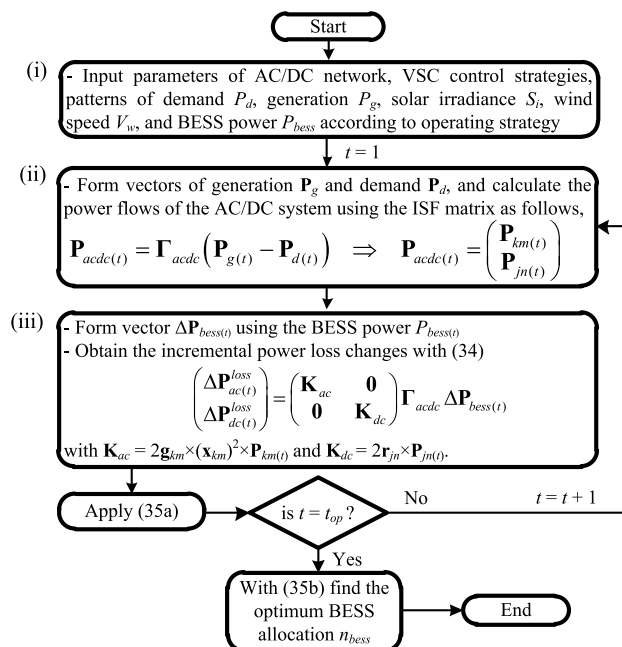 Start
(i)
- Input parameters of AC/DC network, VSC control strategies,
patterns of demand P_d, generation P_g, solar irradiance S_i, wind
speed V_w, and BESS power P_bess according to operating strategy
t = 1
(ii)
- Form vectors of generation P_g and demand P_d, and calculate the
power flows of the AC/DC system using the ISF matrix as follows,
P_acdc(t) = Γ_acdc (P_g(t) − P_d(t)) ⇒ P_acdc(t) = (P_km(t) P_jn(t))
(iii)
- Form vector ΔP_bess(t) using the BESS power P_bess(t)
- Obtain the incremental power loss changes with (34)
(ΔP_ac(t)^loss ΔP_dc(t)^loss) = (K_ac 0 0 K_dc) Γ_acdc ΔP_bess(t)
with K_ac = 2g_km×(x_km)²×P_km(t) and K_dc = 2r_jn×P_jn(t).
Apply (35a)
is t = t_op ?
No
t = t + 1
Yes
With (35b) find the
optimum BESS
allocation n_bess
End